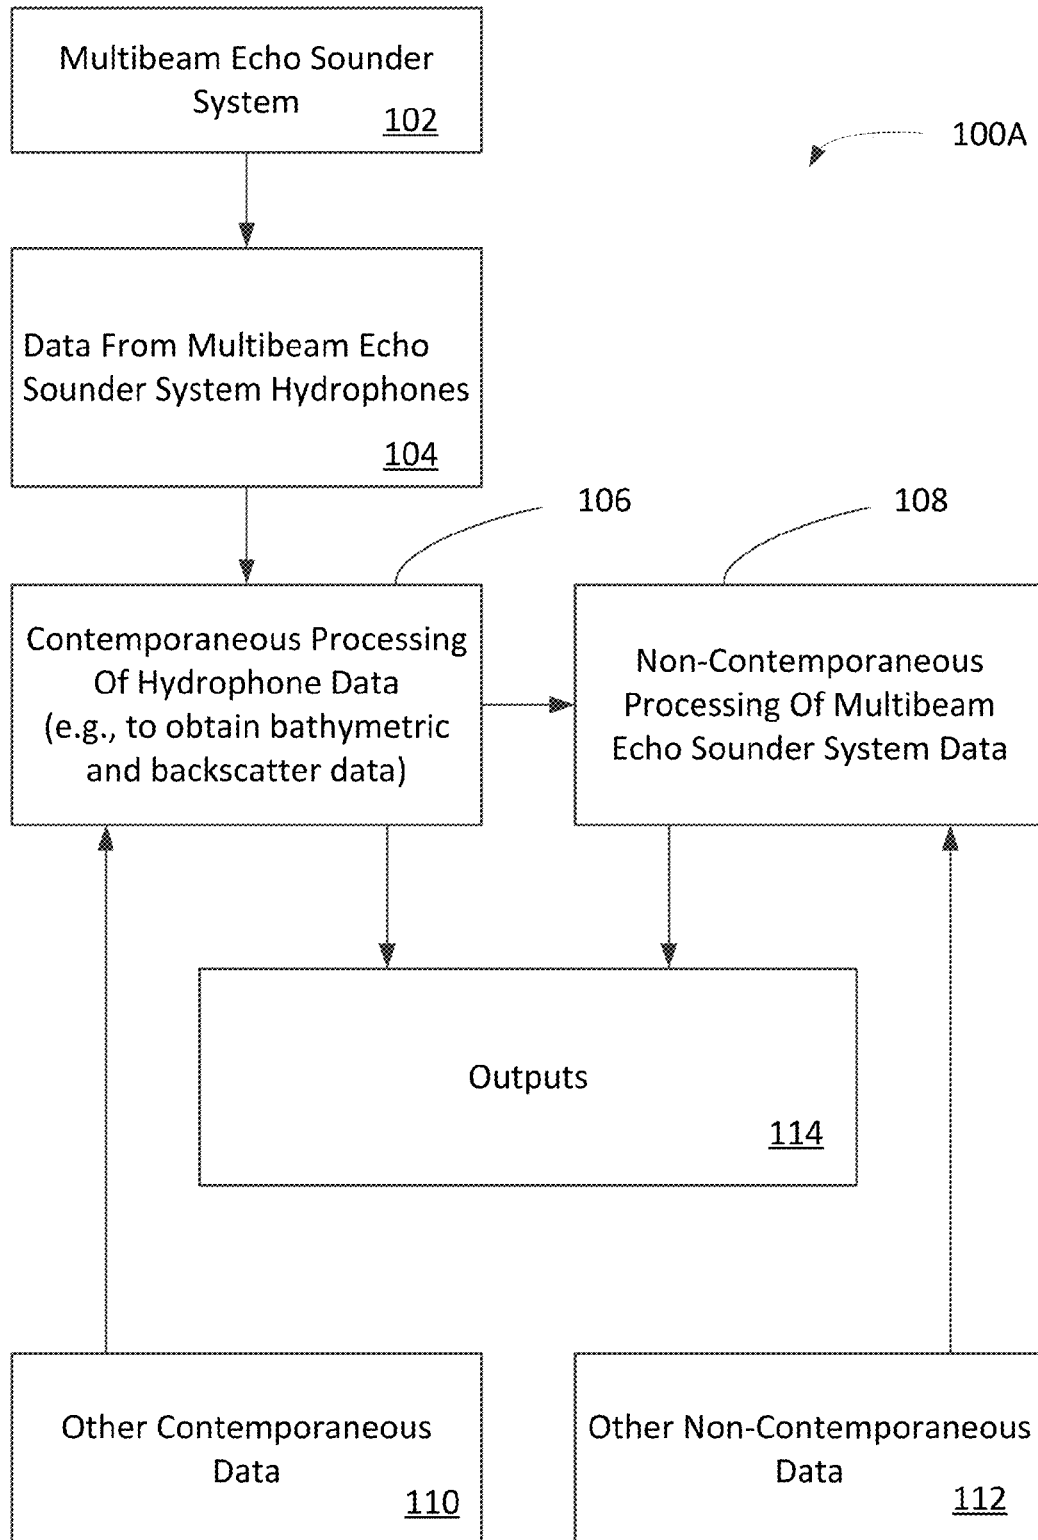 Multibeam Echo Sounder
System
102
100A
Data From Multibeam Echo
Sounder System Hydrophones
104
106
108
Contemporaneous Processing
Of Hydrophone Data
(e.g., to obtain bathymetric
and backscatter data)
Non-Contemporaneous
Processing Of Multibeam
Echo Sounder System Data
Outputs
114
Other Contemporaneous
Data
110
Other Non-Contemporaneous
Data
112